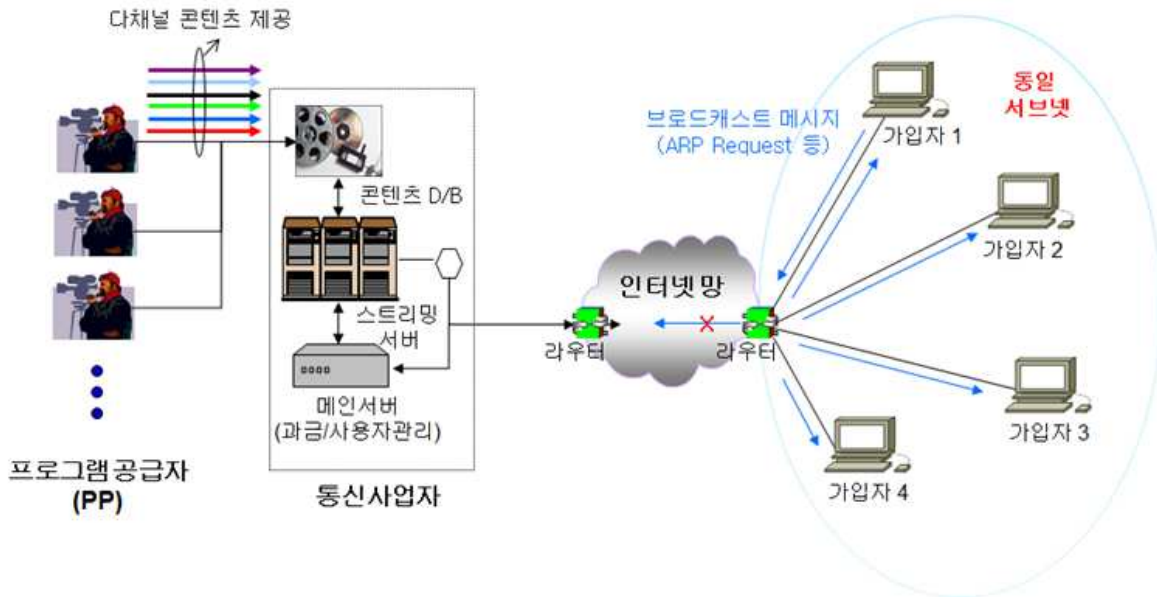 다채널 콘텐츠 제공
콘텐츠 D/B
스트리밍
서버
메인서버
(과금/사용자관리)
프로그램공급자
(PP)
통신사업자
인터넷망
라우터
라우터
브로드캐스트 메시지
(ARP Request 등)
동일
서브넷
가입자 1
가입자 2
가입자 3
가입자 4